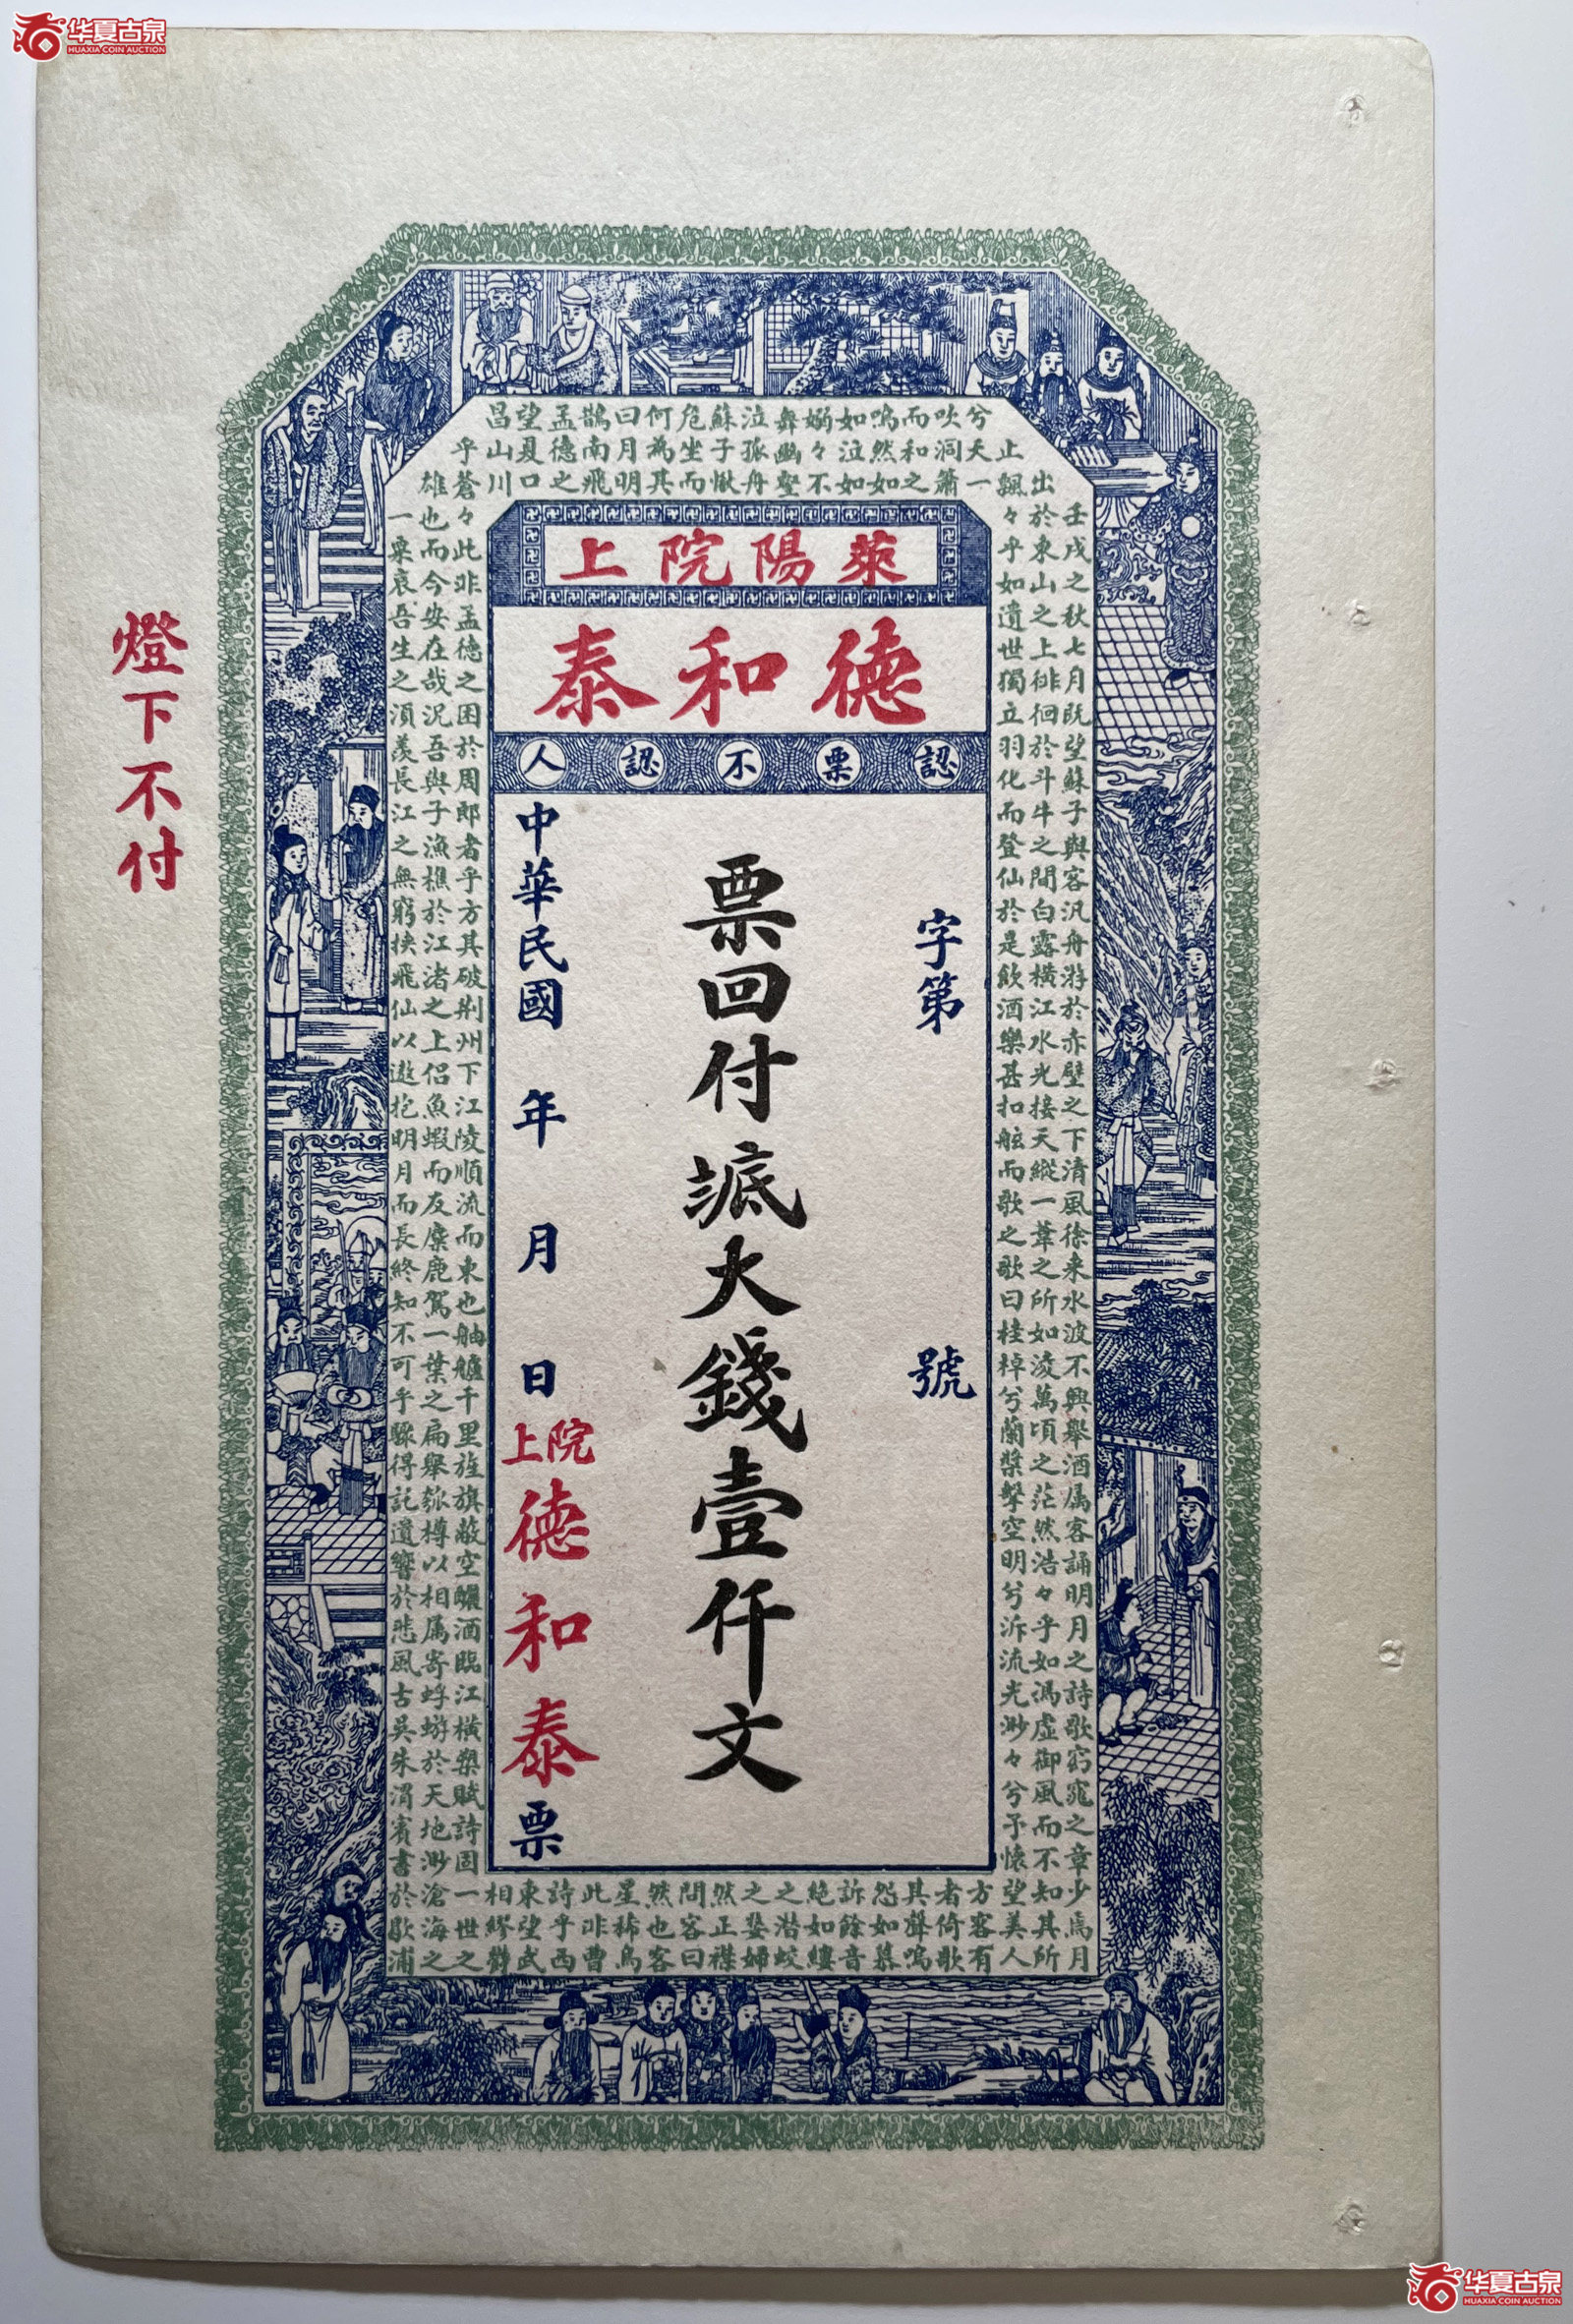 华夏古泉
HUAXIA COIN AUCTION
萊陽院上
德和泰
認票不認人
字第 號
票回付㡳大錢壹仟文
中華民國 年 月 日
上院
德和泰票
燈下不付
壬戌之秋七月既望蘇子與客汎舟游於赤壁之下清風徐来水波不興舉酒属客誦明月之詩歌窈窕之章少焉月
出於東山之上徘徊於斗牛之間白露橫江水光接天縱一葦之所如淩萬頃之茫然浩々乎如馮虛御風而不知其所
止飄々乎如遺世獨立羽化而登仙於是飲酒樂甚扣舷而歌之歌曰桂棹兮蘭槳擊空明兮泝流光渺々兮予懷望美人
兮天一方客有
吹洞簫者倚歌
而和之其聲嗚
嗚然如怨如慕
如泣如訴餘音
嫋々不絕如縷
舞幽壑之潜蛟
泣孤舟之嫠婦
蘇子愀然正襟
危坐而問客曰
何為其然也客
曰月明星稀烏
鵲南飛此非曹
孟德之詩乎西
望夏口東望武
昌山川相繆欝
乎蒼々此非孟德之困於周郎者乎方其破荆州下江陵順流而東也舳艫千里旌旗蔽空釃酒臨江橫槊賦詩固一世之
雄也而今安在哉況吾與子漁樵於江渚之上侣魚蝦而友麋鹿駕一葉之扁舉匏樽以相属寄蜉蝣於天地渺滄海之
一粟哀吾生之須羨長江之無窮挟飛仙以遨抱明月而長終知不可乎驟得託遺響於悲風古吳朱渭賓書於歇浦
华夏古泉
HUAXIA COIN AUCTION